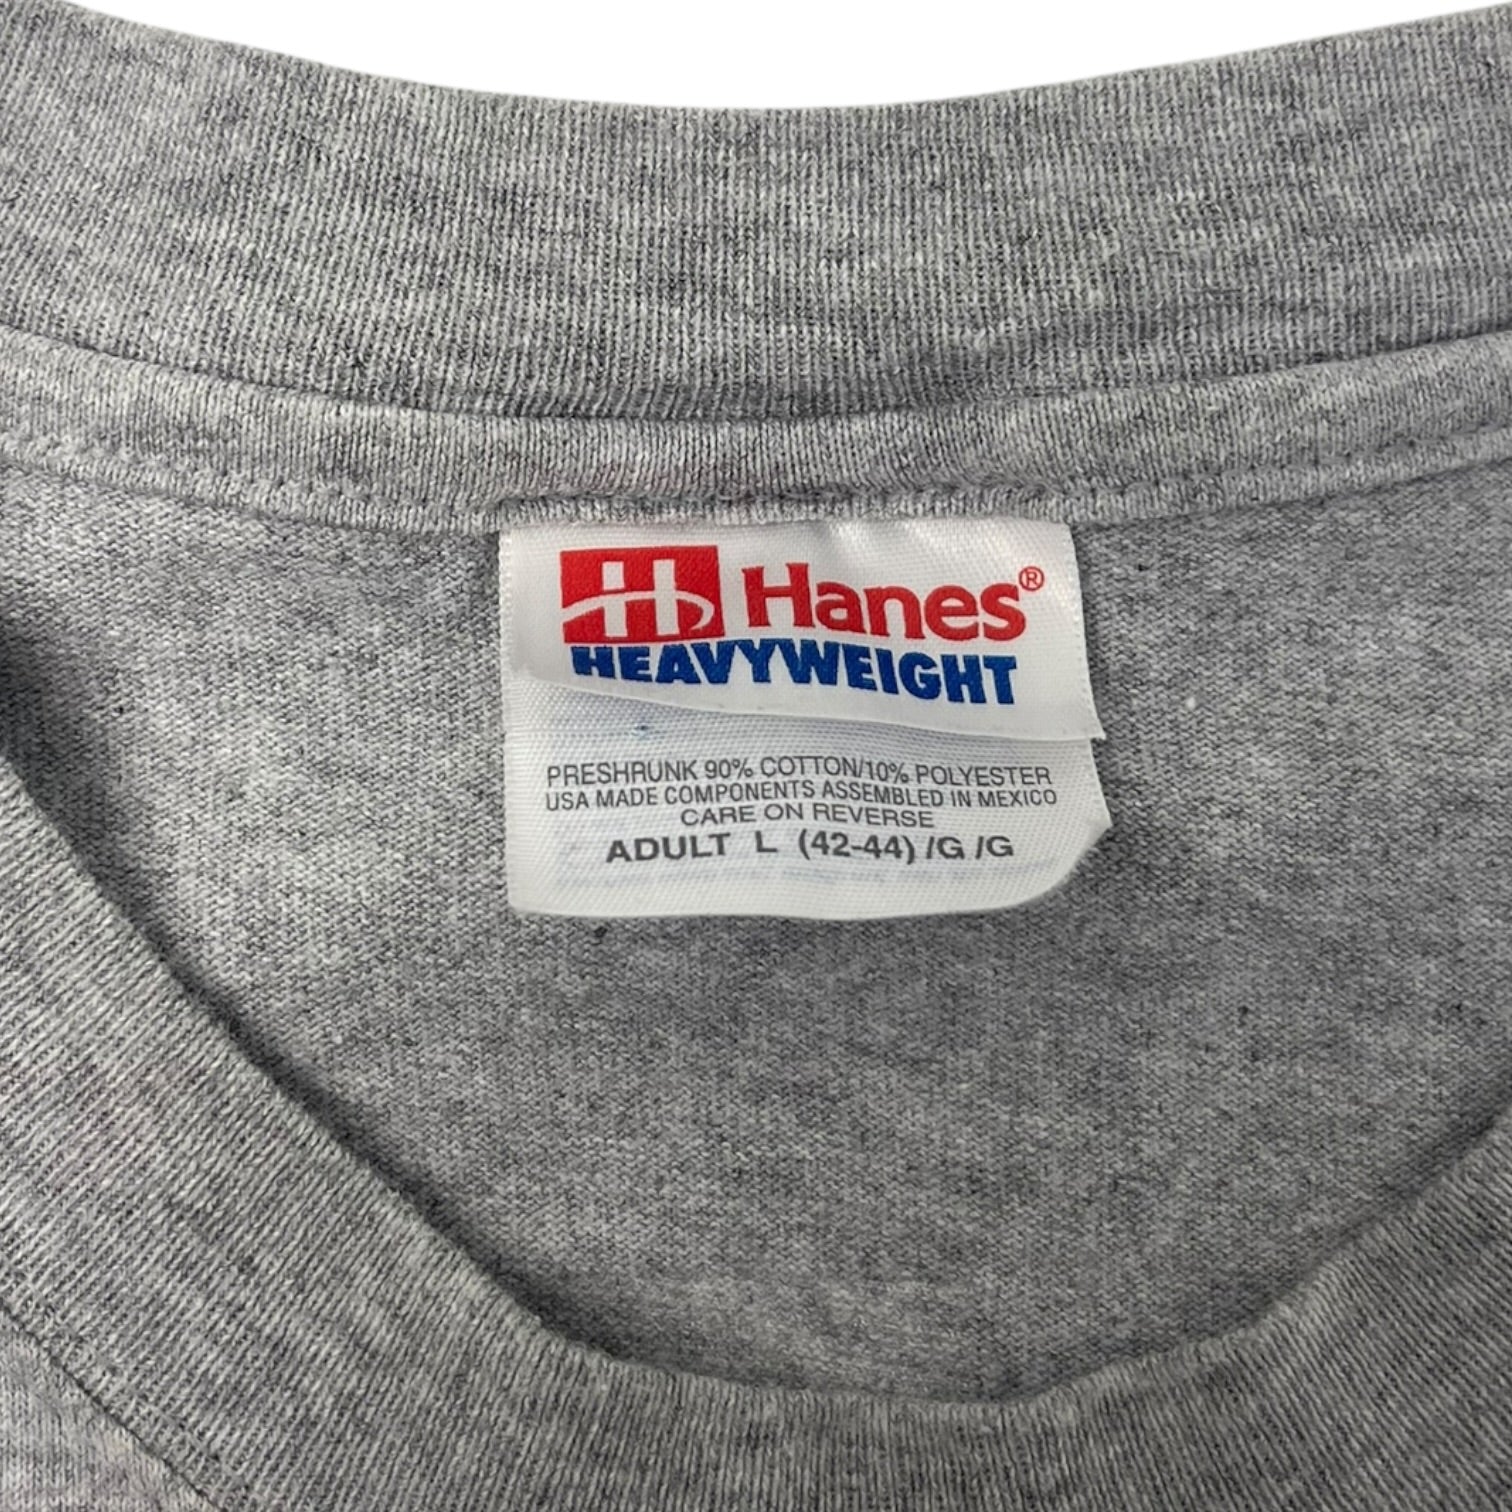 H Hanes®
HEAVYWEIGHT
PRESHRUNK 90% COTTON/10% POLYESTER
USA MADE COMPONENTS ASSEMBLED IN MEXICO
CARE ON REVERSE
ADULT L (42-44) /G /G